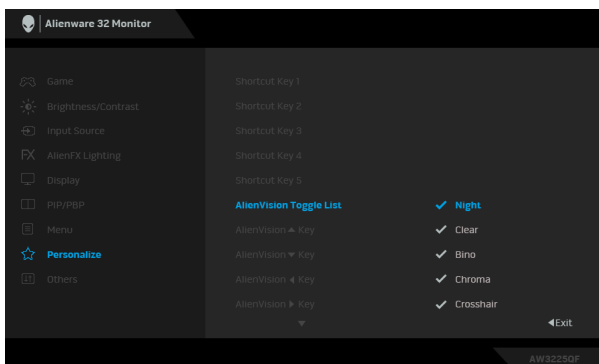 Alienware 32 Monitor
Game
Shortcut Key 1
Brightness/Contrast
Shortcut Key 2
Input Source
Shortcut Key 3
FX AlienFX Lighting
Shortcut Key 4
Display
Shortcut Key 5
PIP/PBP
AlienVision Toggle List
✓ Night
Menu
AlienVision ▲ Key
✓ Clear
Personalize
AlienVision ▼ Key
✓ Bino
Others
AlienVision ◀ Key
✓ Chroma
AlienVision ▶ Key
✓ Crosshair
▼
◀Exit
AW3225QF